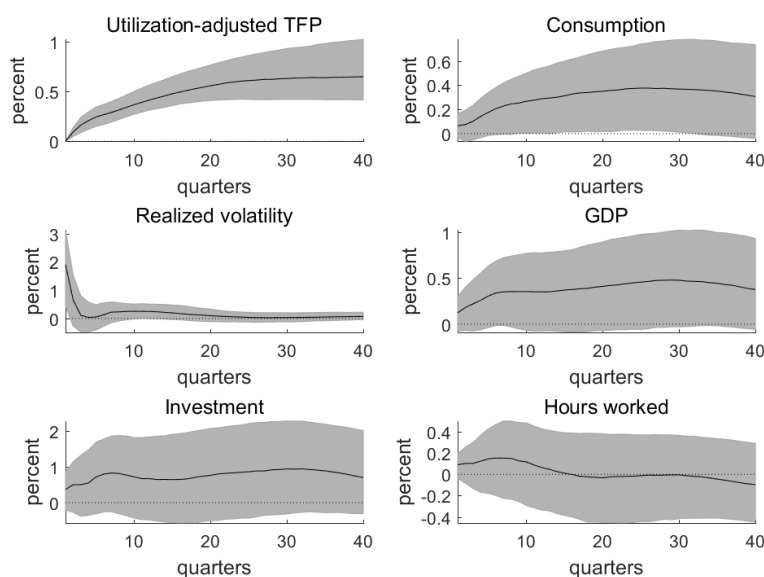 Utilization-adjusted TFP
percent
1
0.5
0
10 20 30 40
quarters
Consumption
percent
0.6
0.4
0.2
0
10 20 30 40
quarters
Realized volatility
percent
3
2
1
0
10 20 30 40
quarters
GDP
percent
1
0.5
0
10 20 30 40
quarters
Investment
percent
2
1
0
10 20 30 40
quarters
Hours worked
percent
0.4
0.2
0
-0.2
-0.4
10 20 30 40
quarters